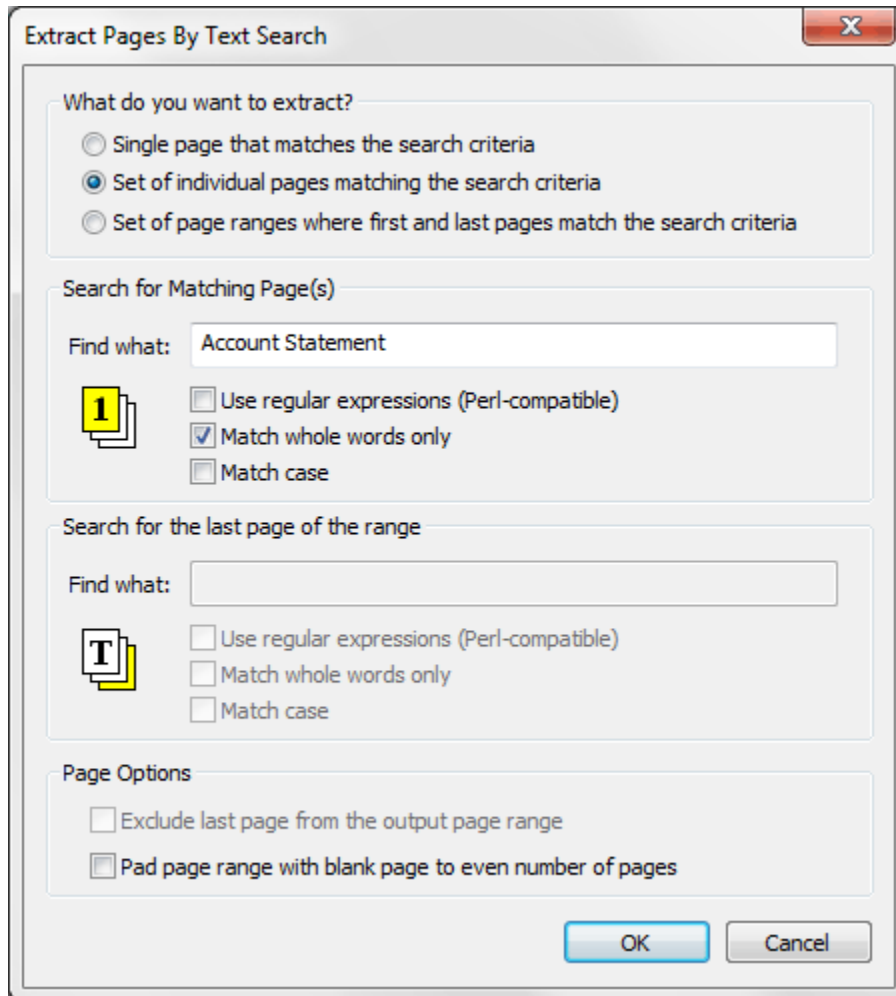 Extract Pages By Text Search
X
What do you want to extract?
Single page that matches the search criteria
Set of individual pages matching the search criteria
Set of page ranges where first and last pages match the search criteria
Search for Matching Page(s)
Find what: Account Statement
1
Use regular expressions (Perl-compatible)
Match whole words only
Match case
Search for the last page of the range
Find what:
T
Use regular expressions (Perl-compatible)
Match whole words only
Match case
Page Options
Exclude last page from the output page range
Pad page range with blank page to even number of pages
OK Cancel